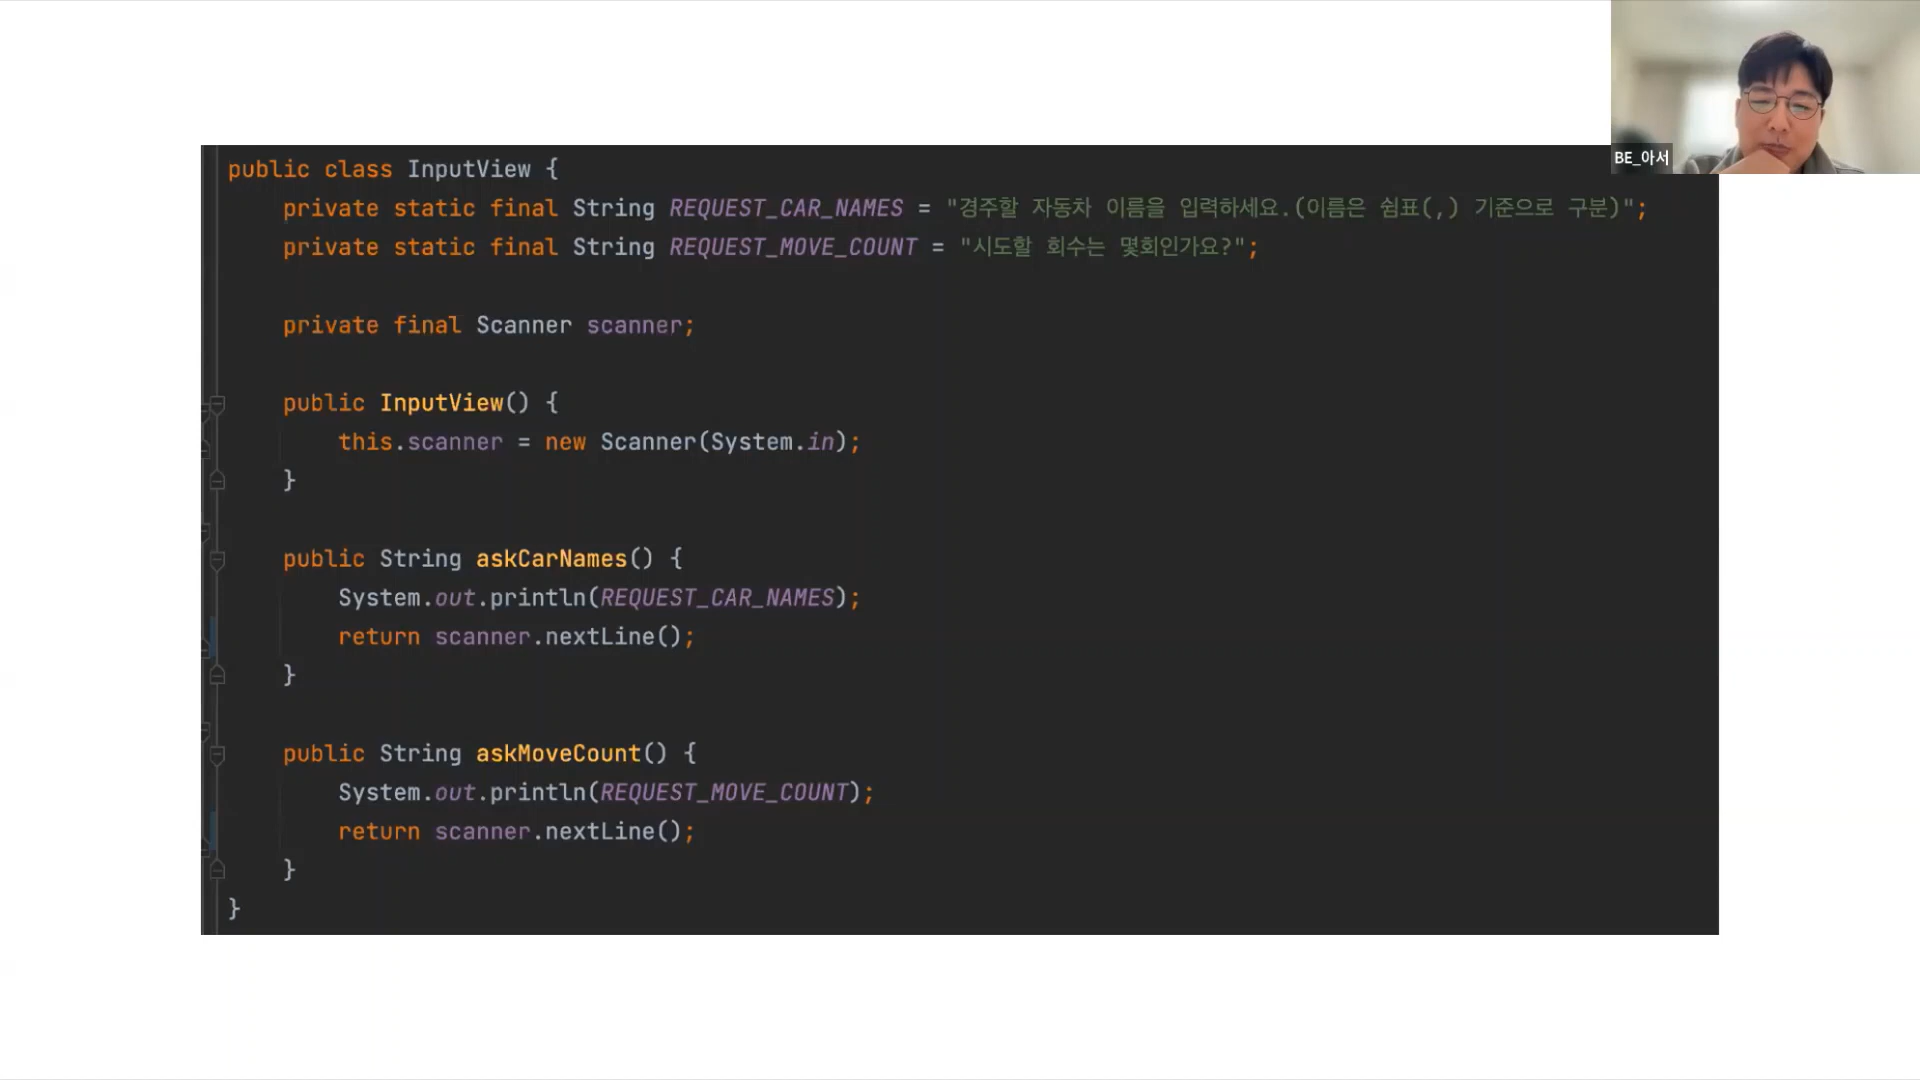 BE_아서
public class InputView {
private static final String REQUEST_CAR_NAMES = "경주할 자동차 이름을 입력하세요.(이름은 쉼표(,) 기준으로 구분)";
private static final String REQUEST_MOVE_COUNT = "시도할 회수는 몇회인가요?";
private final Scanner scanner;
public InputView() {
this.scanner = new Scanner(System.in);
}
public String askCarNames() {
System.out.println(REQUEST_CAR_NAMES);
return scanner.nextLine();
}
public String askMoveCount() {
System.out.println(REQUEST_MOVE_COUNT);
return scanner.nextLine();
}
}